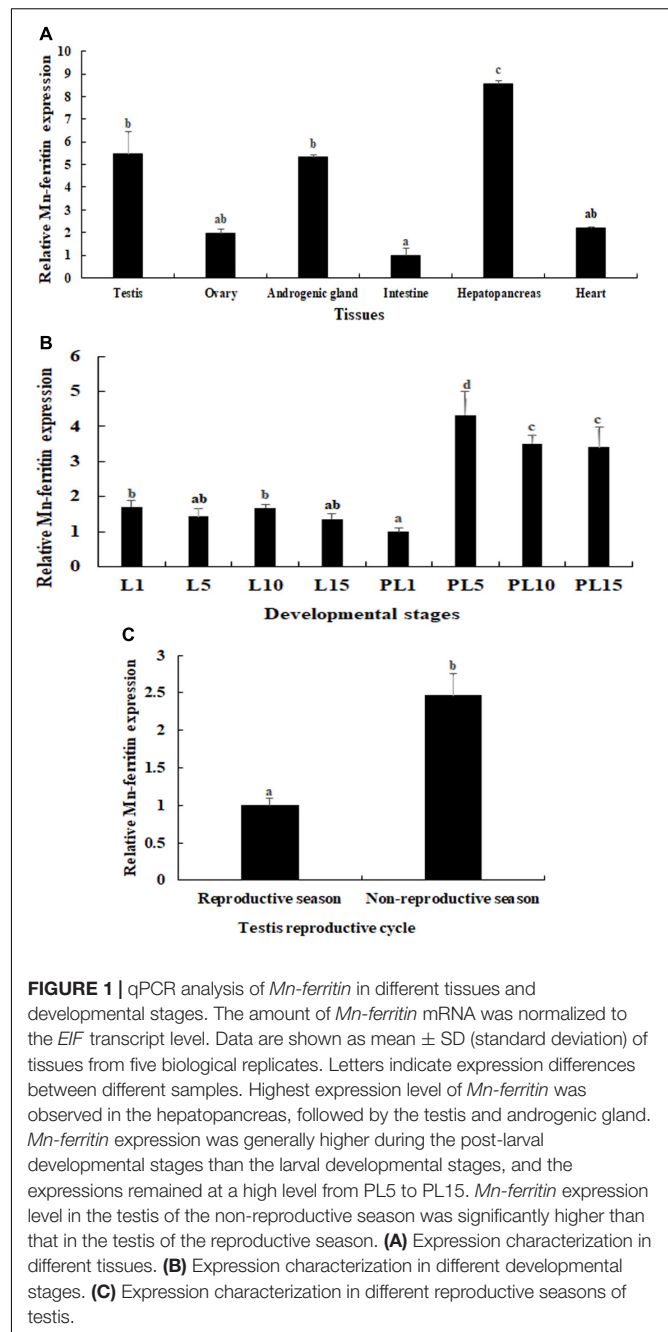 A
Relative Mn-ferritin expression
10
9
8
7
6
5
4
3
2
1
0
b
ab
b
a
c
ab
Testis Ovary Androgenic gland Intestine Hepatopancreas Heart
Tissues
B
Relative Mn-ferritin expression
6
5
4
3
2
1
0
b
ab
b
ab
a
d
c
c
L1 L5 L10 L15 PL1 PL5 PL10 PL15
Developmental stages
C
Relative Mn-ferritin expression
3
2.5
2
1.5
1
0.5
0
a
b
Reproductive season Non-reproductive season
Testis reproductive cycle
FIGURE 1 | qPCR analysis of Mn-ferritin in different tissues and
developmental stages. The amount of Mn-ferritin mRNA was normalized to
the EIF transcript level. Data are shown as mean ± SD (standard deviation) of
tissues from five biological replicates. Letters indicate expression differences
between different samples. Highest expression level of Mn-ferritin was
observed in the hepatopancreas, followed by the testis and androgenic gland.
Mn-ferritin expression was generally higher during the post-larval
developmental stages than the larval developmental stages, and the
expressions remained at a high level from PL5 to PL15. Mn-ferritin expression
level in the testis of the non-reproductive season was significantly higher than
that in the testis of the reproductive season. (A) Expression characterization in
different tissues. (B) Expression characterization in different developmental
stages. (C) Expression characterization in different reproductive seasons of
testis.